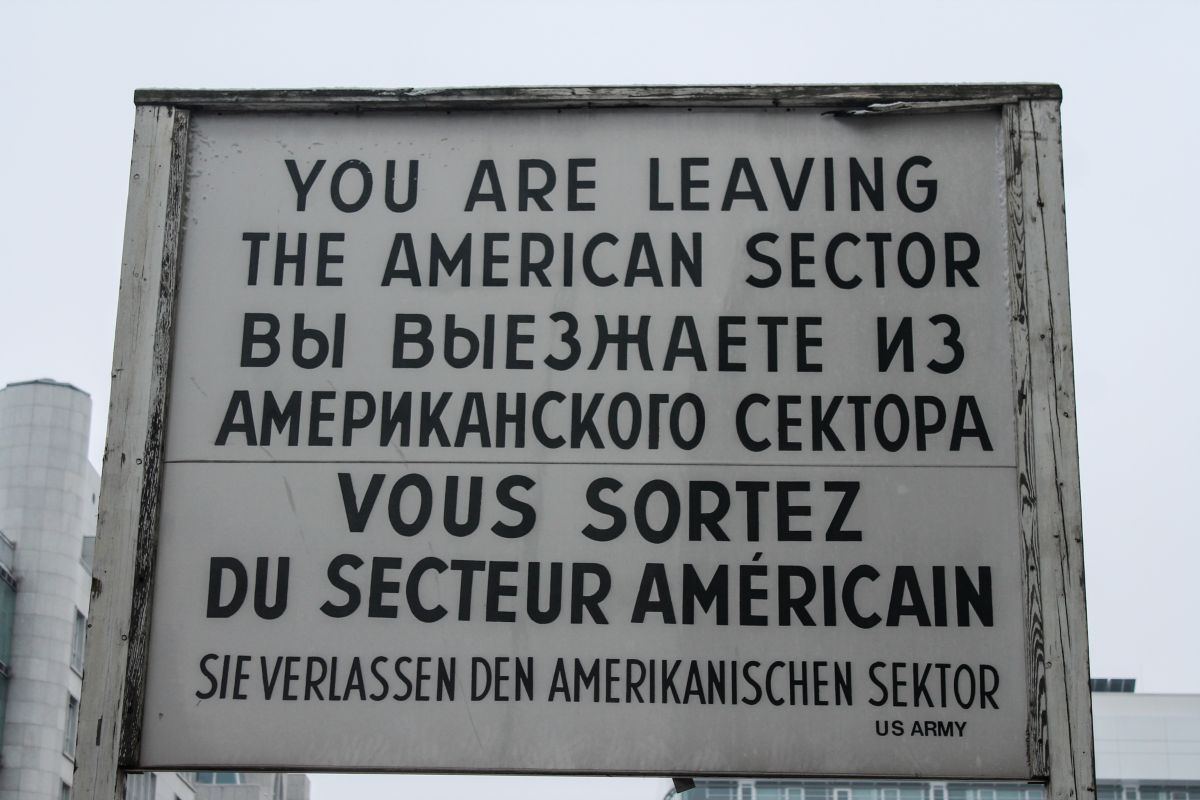 YOU ARE LEAVING
THE AMERICAN SECTOR
ВЫ ВЫЕЗЖАЕТЕ ИЗ
АМЕРИКАНСКОГО СЕКТОРА
VOUS SORTEZ
DU SECTEUR AMÉRICAIN
SIE VERLASSEN DEN AMERIKANISCHEN SEKTOR
US ARMY